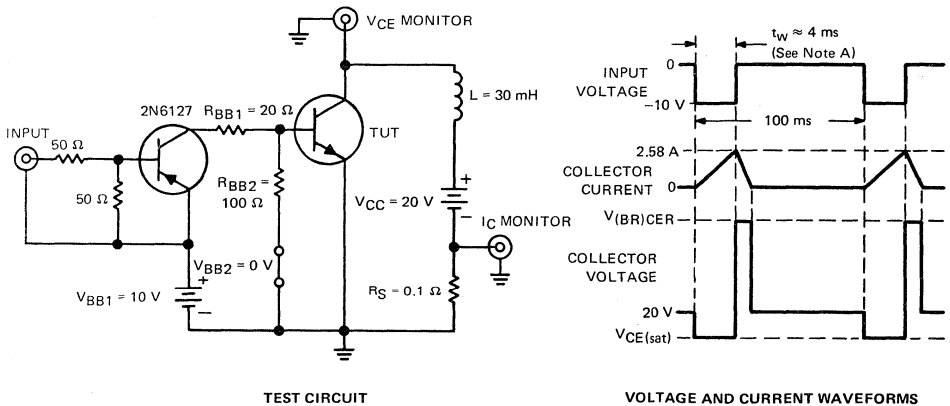 VCE MONITOR
2N6127
RBB1 = 20 Ω
L = 30 mH
INPUT
50 Ω
TUT
50 Ω
RBB2 =
100 Ω
VCC = 20 V
+
−
IC MONITOR
VBB2 = 0 V
VBB1 = 10 V
+
−
RS = 0.1 Ω
TEST CIRCUIT
tw ≈ 4 ms
(See Note A)
0
INPUT
VOLTAGE
−10 V
100 ms
2.58 A
COLLECTOR
CURRENT
0
V(BR)CER
COLLECTOR
VOLTAGE
20 V
VCE(sat)
VOLTAGE AND CURRENT WAVEFORMS